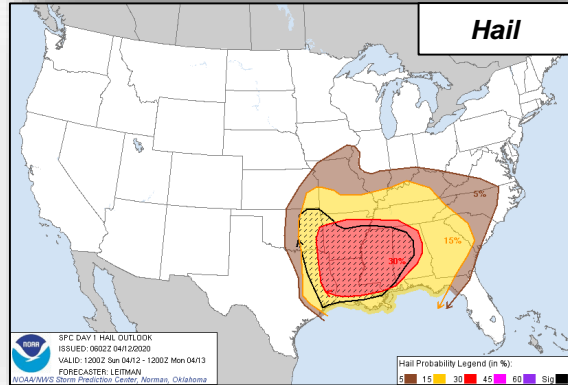 Hail
5%
15%
30%
NOAA
SPC DAY 1 HAIL OUTLOOK
ISSUED: 0602Z 04/12/2020
VALID: 1200Z Sun 04/12 - 1200Z Mon 04/13
FORECASTER: LEITMAN
NOAA/NWS Storm Prediction Center, Norman, Oklahoma
Hail Probability Legend (in %):
5 15 30 45 60 Sig